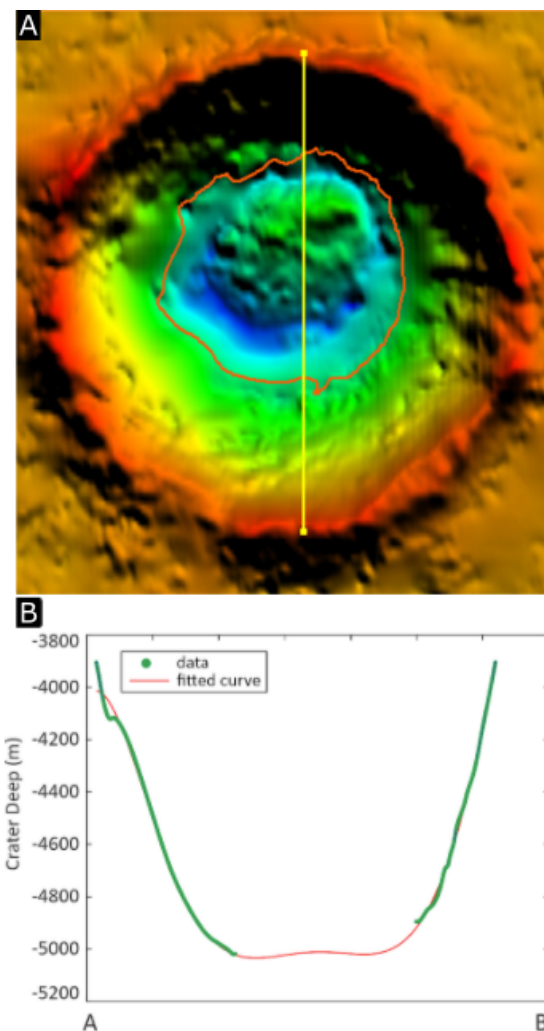 A
B
-3800
-4000
-4200
-4400
-4600
-4800
-5000
-5200
Crater Deep (m)
data
fitted curve
A
B